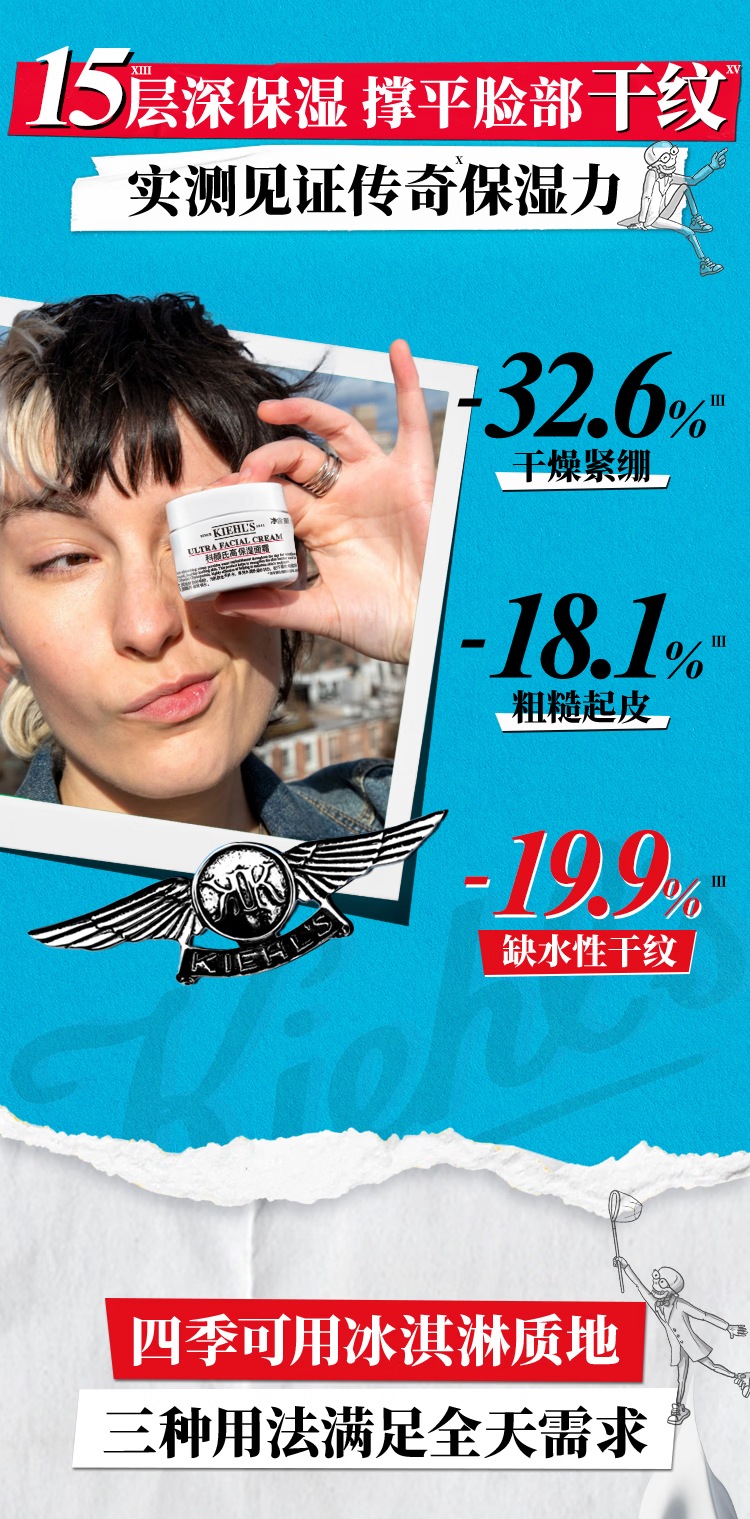 15XIII层深保湿 撑平脸部干纹XV
实测见证传奇X保湿力
-32.6%III
干燥紧绷
-18.1%III
粗糙起皮
-19.9%III
缺水性干纹
SINCE KIEHL'S 1851
ULTRA FACIAL CREAM
科颜氏高保湿面霜
KIEHL'S
Kiehl's
四季可用冰淇淋质地
三种用法满足全天需求